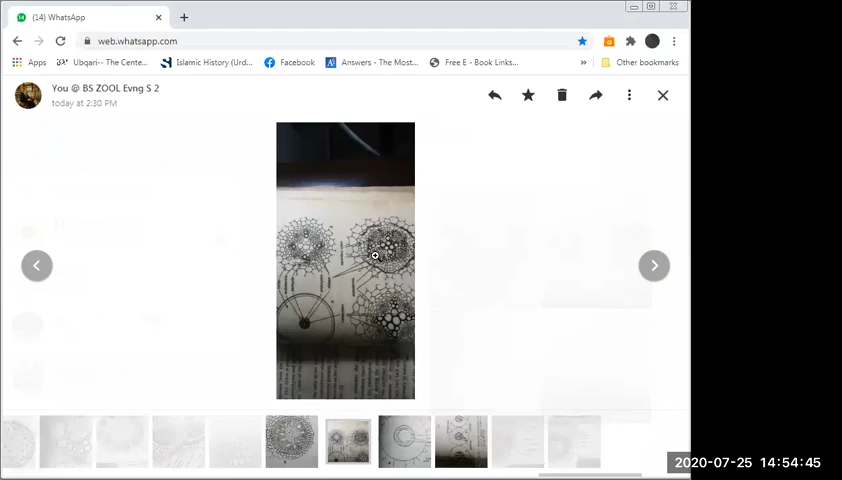 (14) WhatsApp
web.whatsapp.com
Apps
Ubqari-- The Cente...
Islamic History (Urd...
Facebook
Answers - The Most...
Free E - Book Links...
»
Other bookmarks
You @ BS ZOOL Evng S 2
today at 2:30 PM
2020-07-25 14:54:45